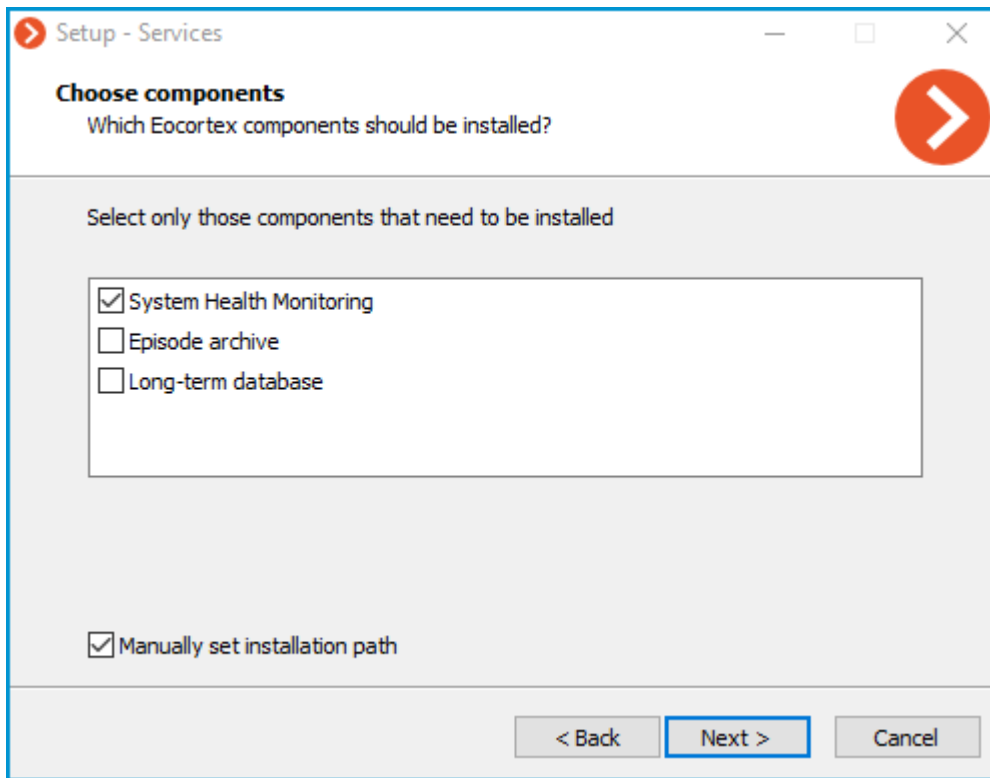 Setup - Services
Choose components
Which Eocortex components should be installed?
Select only those components that need to be installed
System Health Monitoring
Episode archive
Long-term database
Manually set installation path
< Back
Next >
Cancel